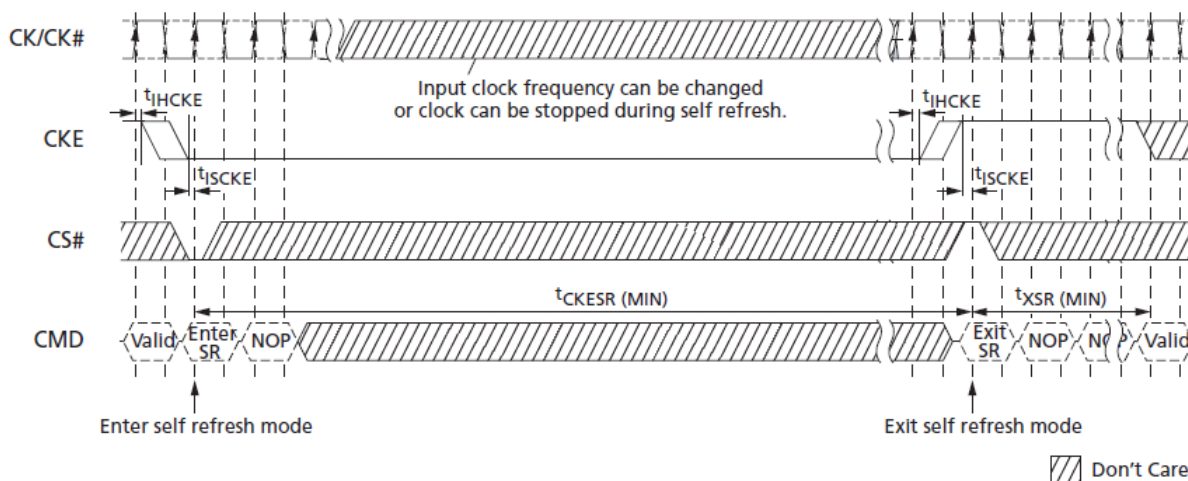 CK/CK#
Input clock frequency can be changed
or clock can be stopped during self refresh.
tIHCKE
tIHCKE
CKE
tISCKE
tISCKE
CS#
tCKESR (MIN)
tXSR (MIN)
CMD
Valid
Enter
SR
NOP
Exit
SR
NOP
NOP
Valid
Enter self refresh mode
Exit self refresh mode
Don't Care